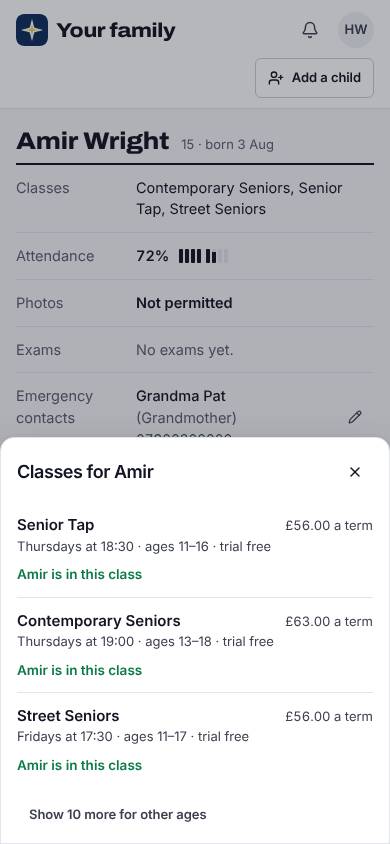 Your family
HW
Add a child
Amir Wright
15 · born 3 Aug
Classes
Contemporary Seniors, Senior
Tap, Street Seniors
Attendance
72%
Photos
Not permitted
Exams
No exams yet.
Emergency
contacts
Grandma Pat
(Grandmother)
Classes for Amir
Senior Tap
£56.00 a term
Thursdays at 18:30 · ages 11–16 · trial free
Amir is in this class
Contemporary Seniors
£63.00 a term
Thursdays at 19:00 · ages 13–18 · trial free
Amir is in this class
Street Seniors
£56.00 a term
Fridays at 17:30 · ages 11–17 · trial free
Amir is in this class
Show 10 more for other ages